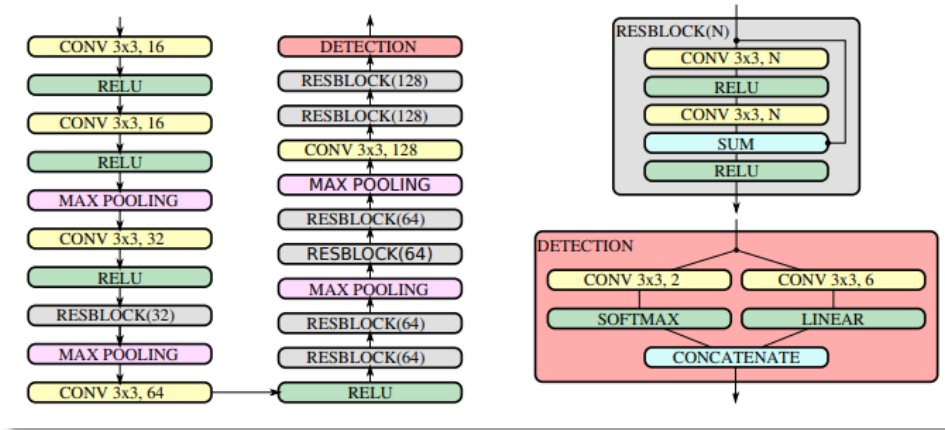 CONV 3x3, 16
RELU
CONV 3x3, 16
RELU
MAX POOLING
CONV 3x3, 32
RELU
RESBLOCK(32)
MAX POOLING
CONV 3x3, 64
DETECTION
RESBLOCK(128)
RESBLOCK(128)
CONV 3x3, 128
MAX POOLING
RESBLOCK(64)
RESBLOCK(64)
MAX POOLING
RESBLOCK(64)
RESBLOCK(64)
RELU
RESBLOCK(N)
CONV 3x3, N
RELU
CONV 3x3, N
SUM
RELU
DETECTION
CONV 3x3, 2
CONV 3x3, 6
SOFTMAX
LINEAR
CONCATENATE